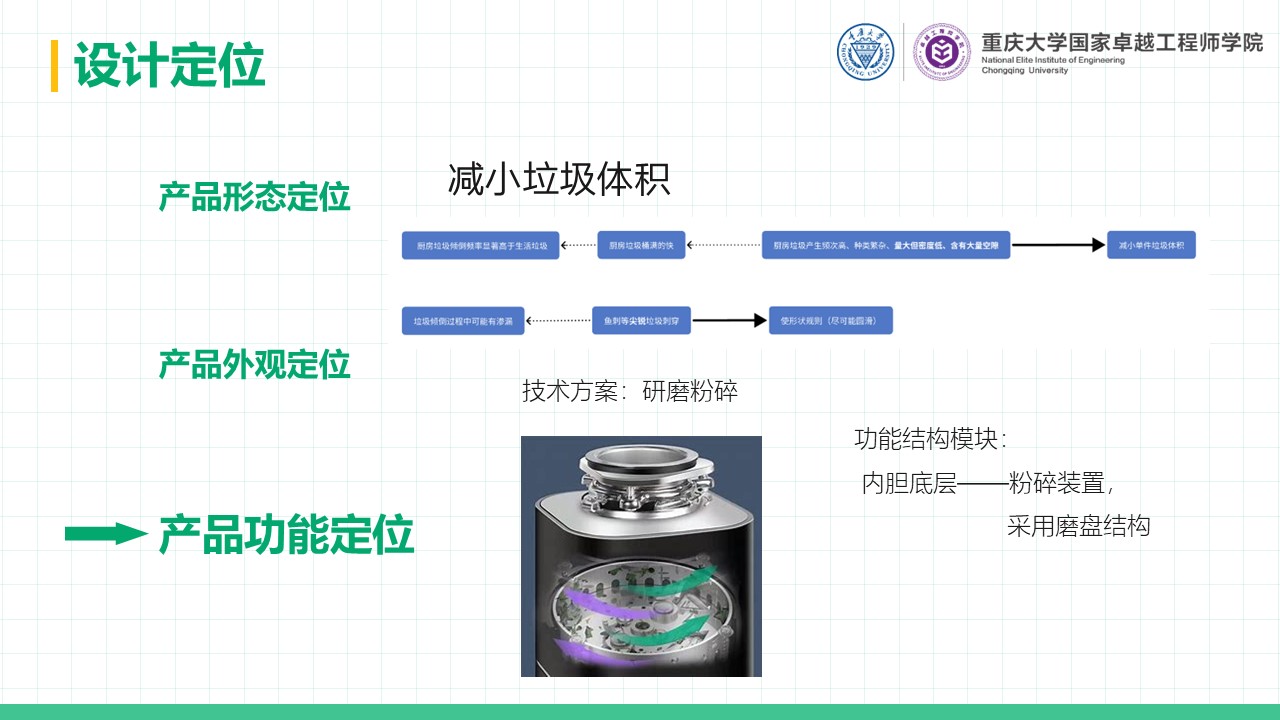 设计定位
重庆大学国家卓越工程师学院
National Elite Institute of Engineering
Chongqing University
产品形态定位
减小垃圾体积
厨房垃圾倾倒频率显著高于生活垃圾
厨房垃圾桶满的快
厨房垃圾产生频次高、种类繁杂、量大但密度低、含有大量空隙
减小单件垃圾体积
垃圾倾倒过程中可能有渗漏
鱼刺等尖锐垃圾刺穿
使形状规则（尽可能圆滑）
产品外观定位
技术方案：研磨粉碎
功能结构模块：
内胆底层——粉碎装置，
采用磨盘结构
产品功能定位